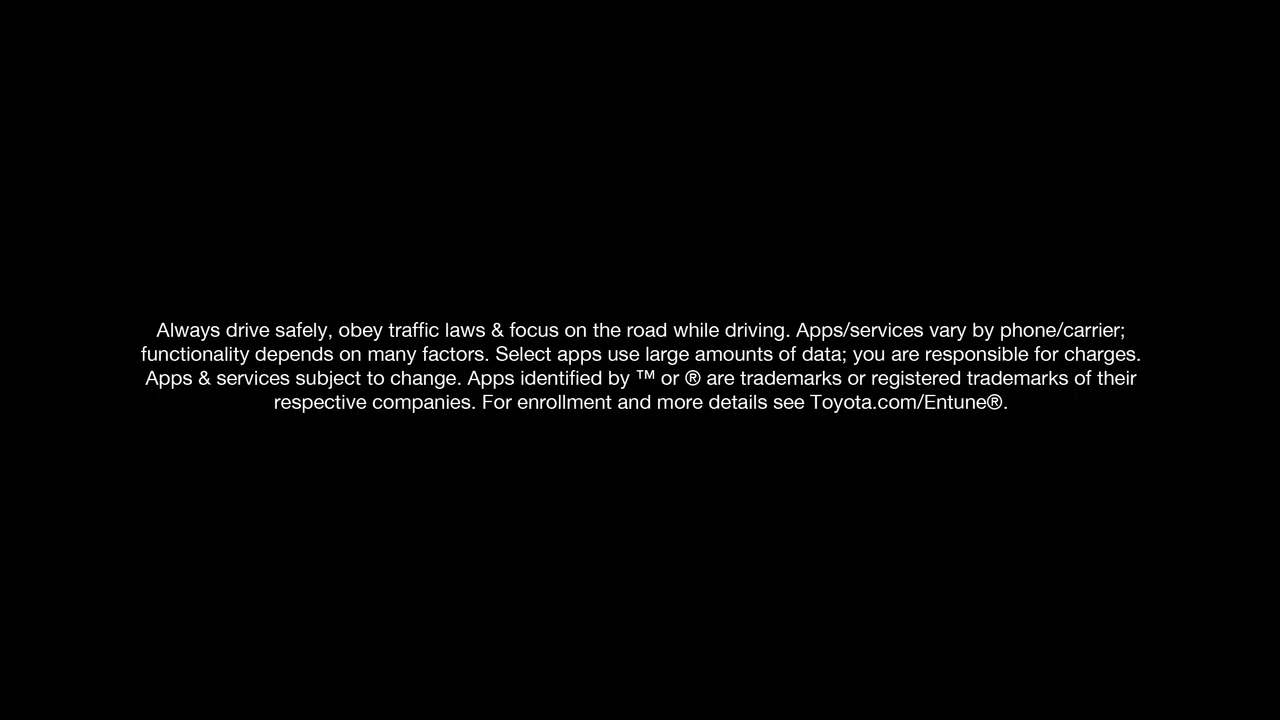 Always drive safely, obey traffic laws & focus on the road while driving. Apps/services vary by phone/carrier;
functionality depends on many factors. Select apps use large amounts of data; you are responsible for charges.
Apps & services subject to change. Apps identified by ™ or ® are trademarks or registered trademarks of their
respective companies. For enrollment and more details see Toyota.com/Entune®.